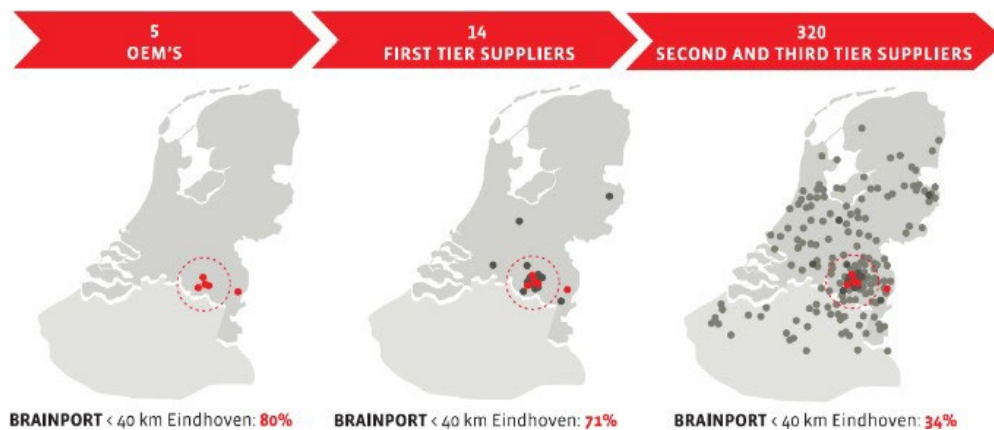 5
OEM'S
14
FIRST TIER SUPPLIERS
320
SECOND AND THIRD TIER SUPPLIERS
BRAINPORT < 40 km Eindhoven: 80%
BRAINPORT < 40 km Eindhoven: 71%
BRAINPORT < 40 km Eindhoven: 34%